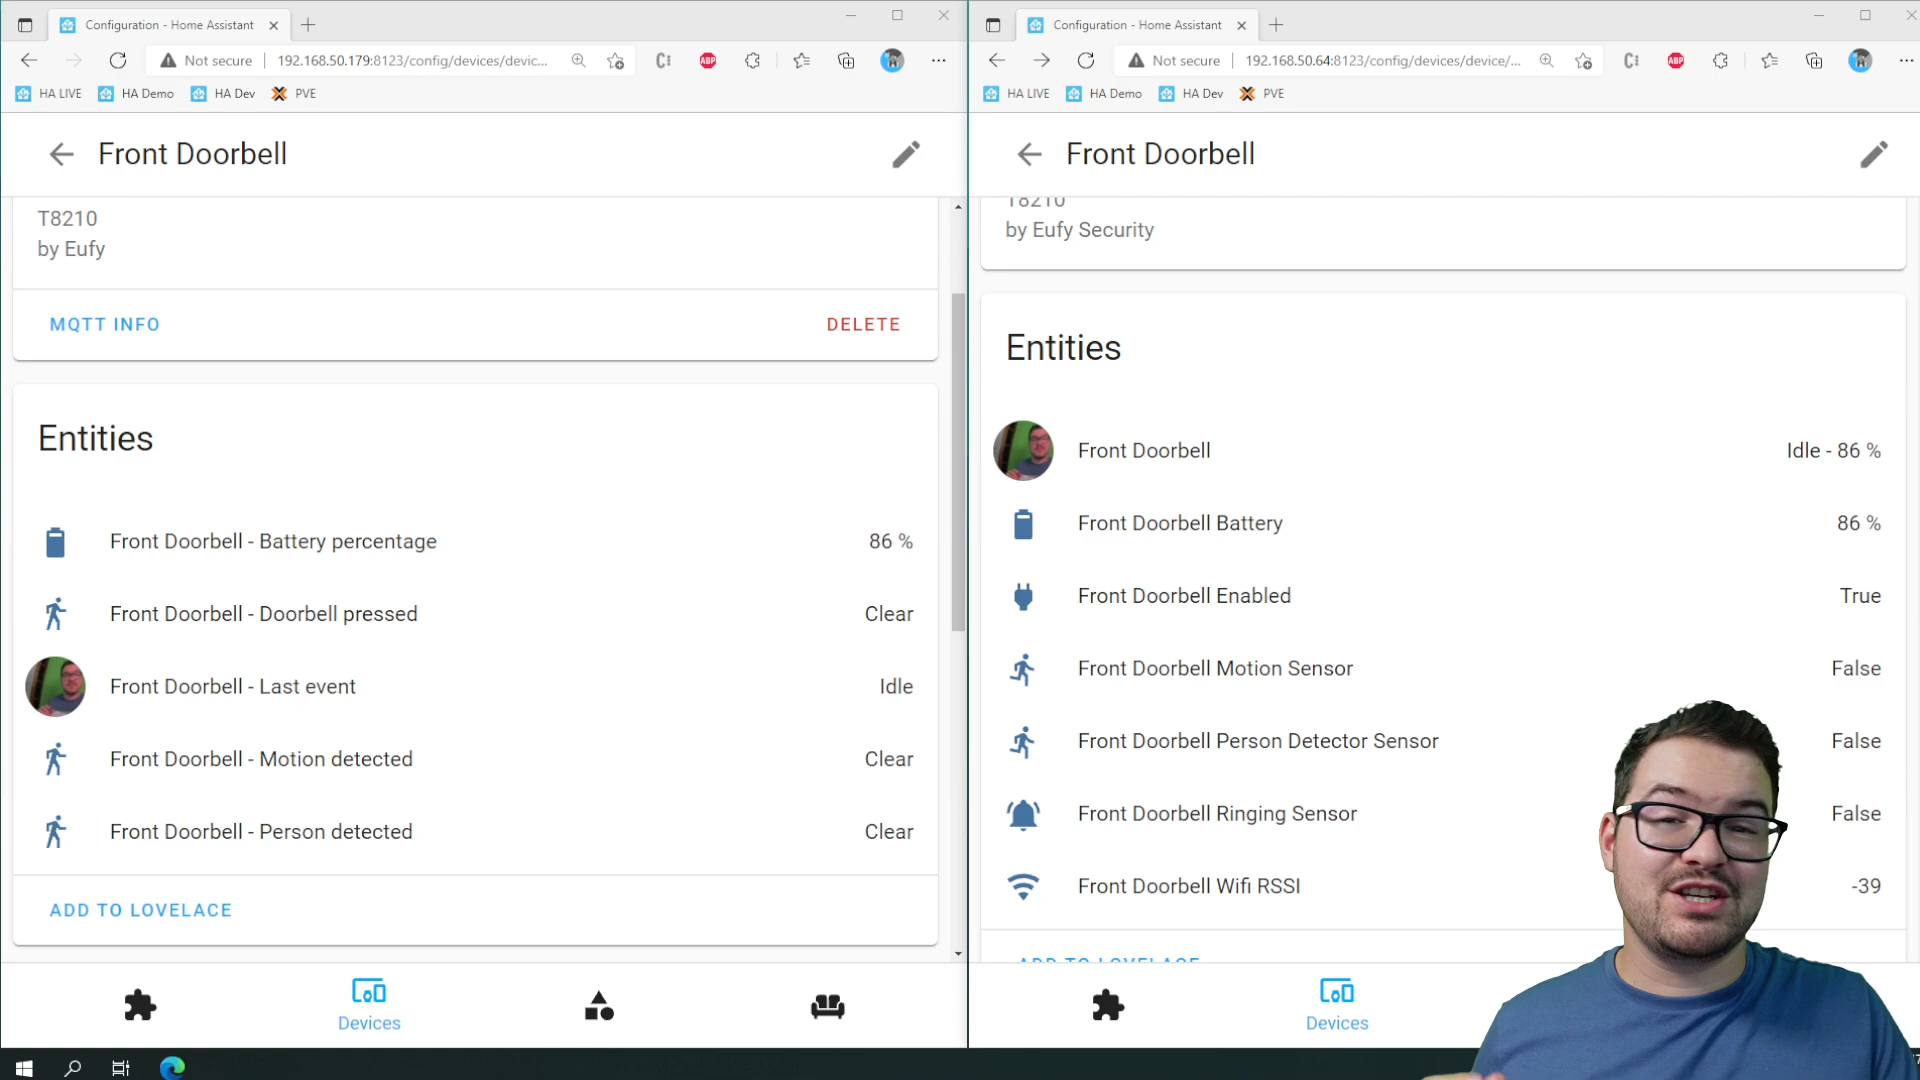 Configuration - Home Assistant
Not secure
192.168.50.179:8123/config/devices/devic...
ABP
HA LIVE
HA Demo
HA Dev
PVE
Front Doorbell
T8210
by Eufy
MQTT INFO
DELETE
Entities
Front Doorbell - Battery percentage
86 %
Front Doorbell - Doorbell pressed
Clear
Front Doorbell - Last event
Idle
Front Doorbell - Motion detected
Clear
Front Doorbell - Person detected
Clear
ADD TO LOVELACE
Devices
Configuration - Home Assistant
Not secure
192.168.50.64:8123/config/devices/device/...
ABP
HA LIVE
HA Demo
HA Dev
PVE
Front Doorbell
T8210
by Eufy Security
Entities
Front Doorbell
Idle - 86 %
Front Doorbell Battery
86 %
Front Doorbell Enabled
True
Front Doorbell Motion Sensor
False
Front Doorbell Person Detector Sensor
False
Front Doorbell Ringing Sensor
False
Front Doorbell Wifi RSSI
-39
ADD TO LOVELACE
Devices